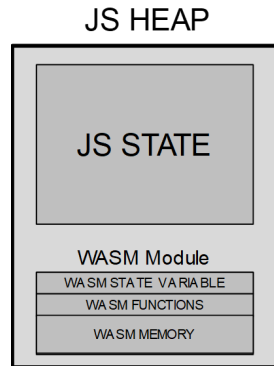 JS HEAP
JS STATE
WASM Module
WASM STATE VARIABLE
WASM FUNCTIONS
WASM MEMORY